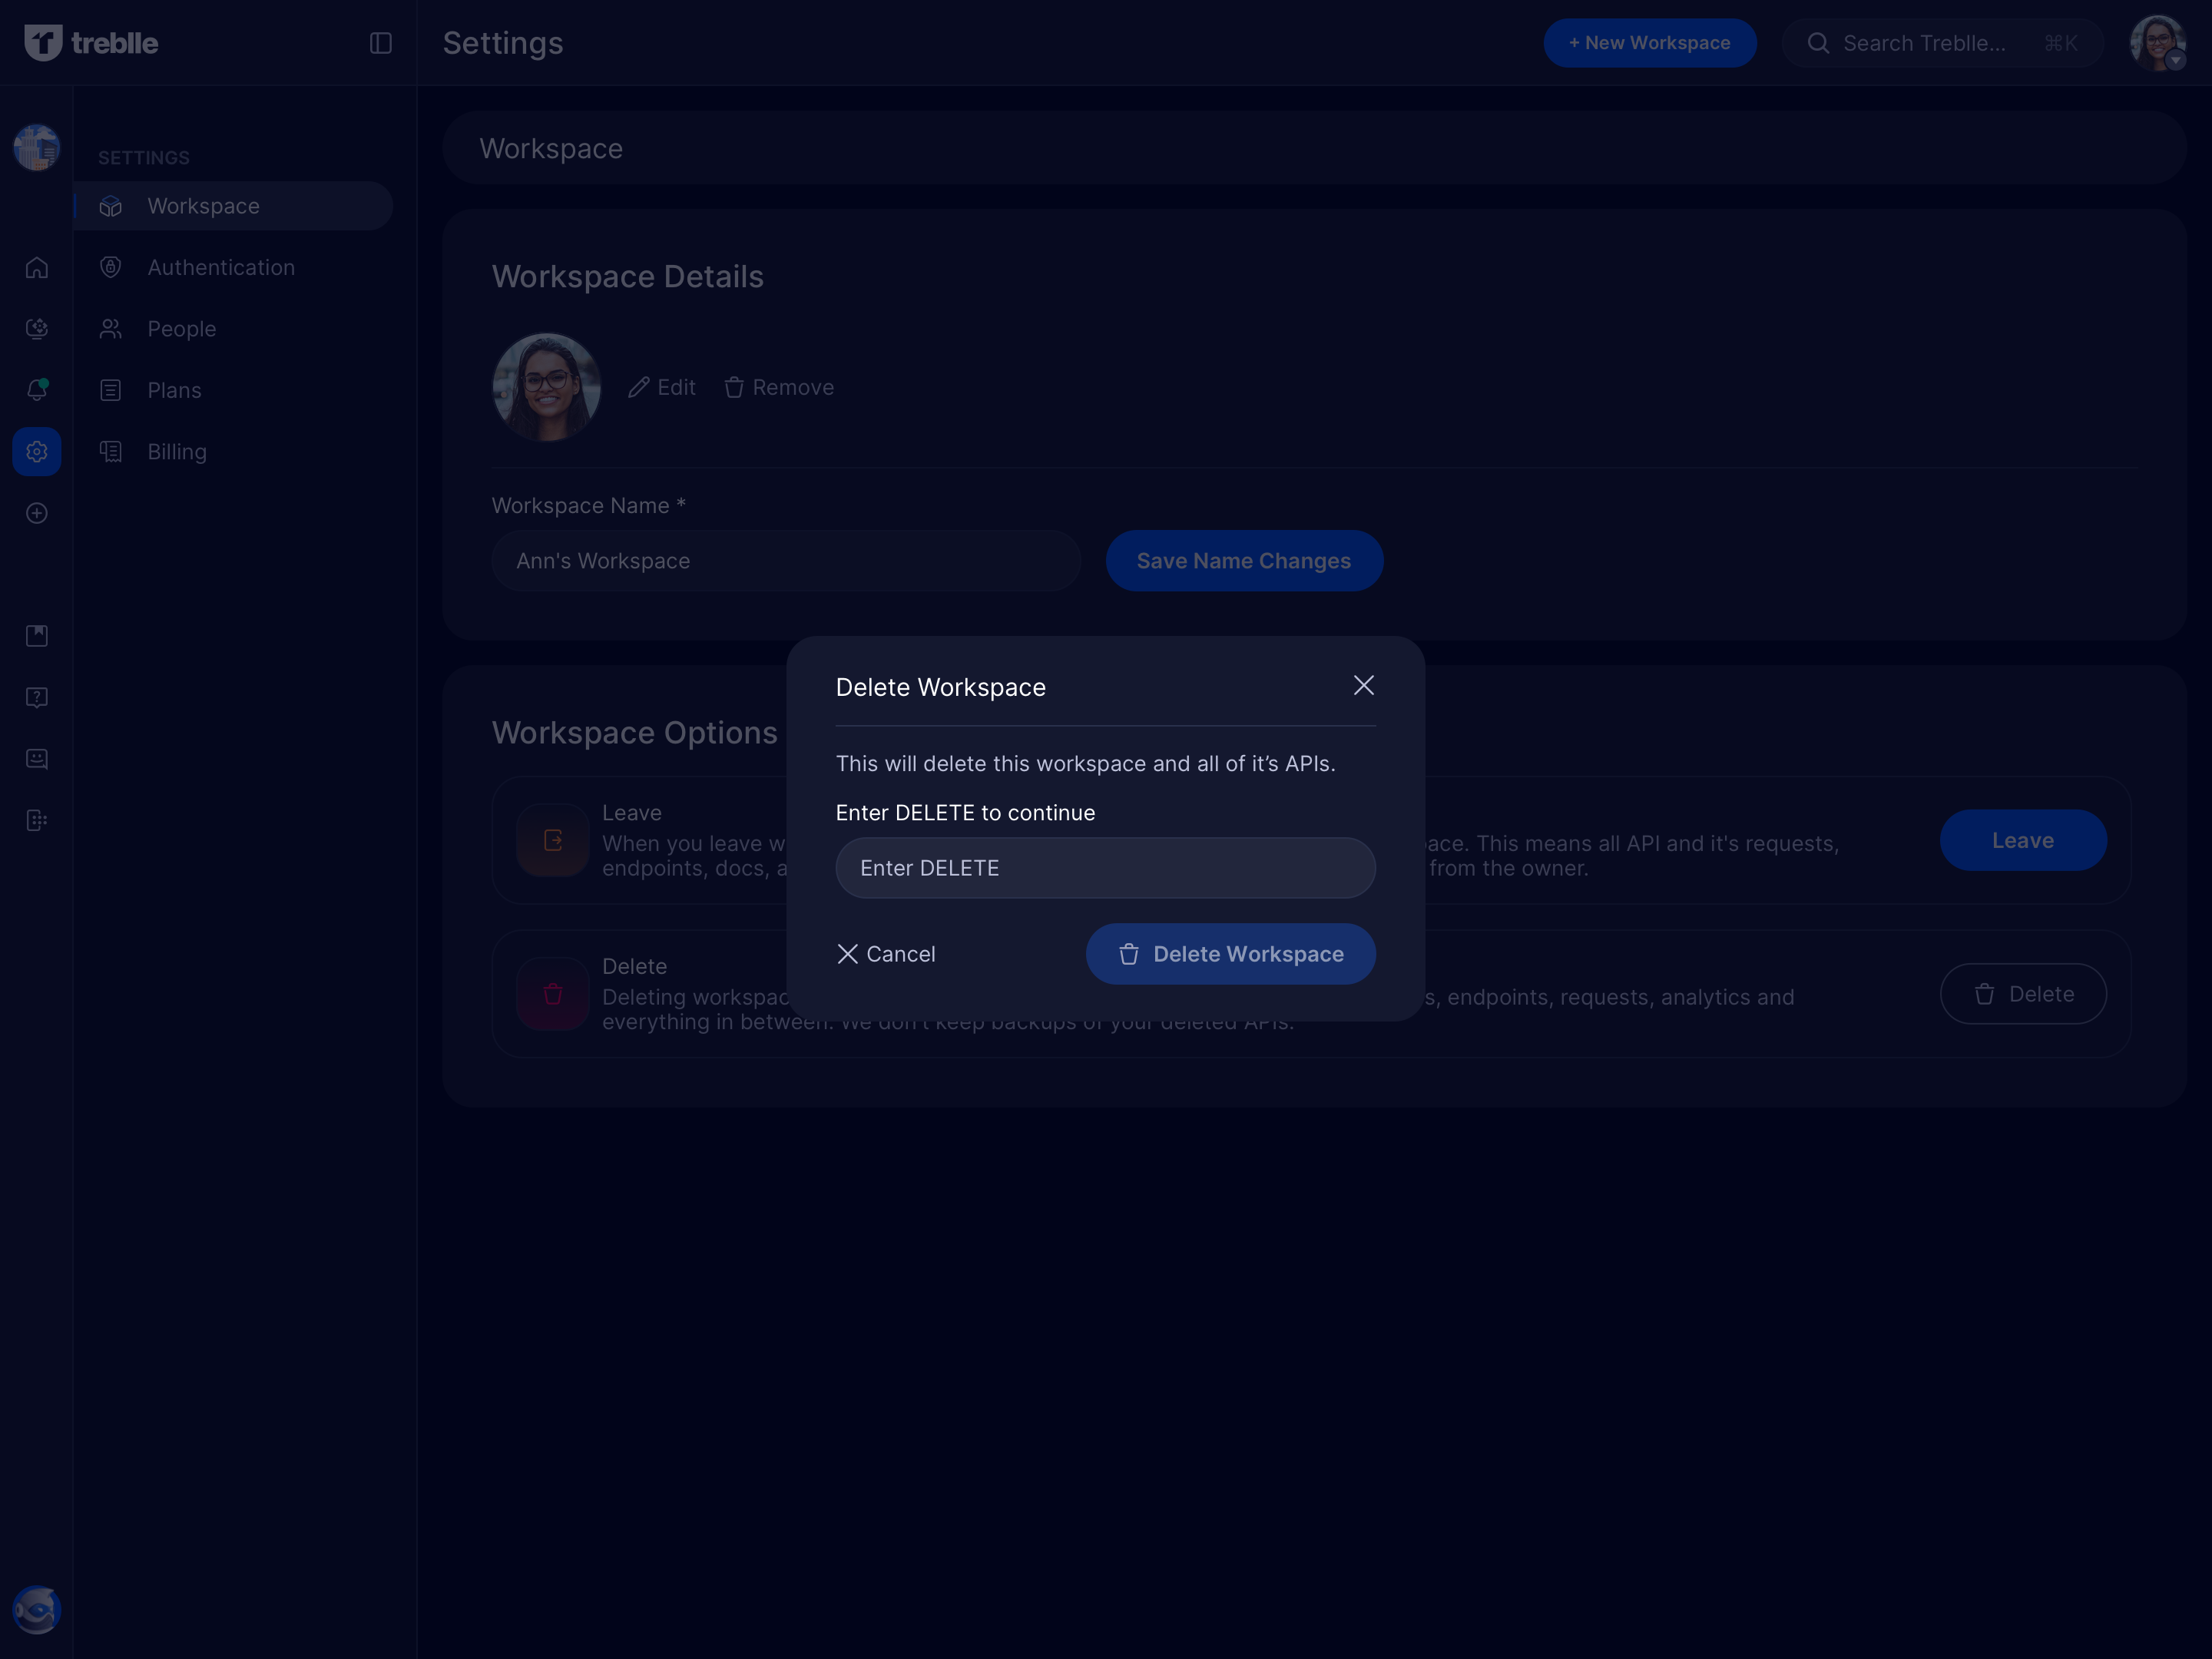 treblle
Settings
+ New Workspace
Search Treblle...
⌘K
SETTINGS
Workspace
Authentication
People
Plans
Billing
Workspace
Workspace Details
Edit
Remove
Workspace Name *
Ann's Workspace
Save Name Changes
Workspace Options
Leave
When you leave w
ace. This means all API and it's requests,
endpoints, docs, a
from the owner.
Leave
Delete
Deleting workspac
s, endpoints, requests, analytics and
everything in between. We don't keep backups of your deleted APIs.
Delete
Delete Workspace
This will delete this workspace and all of it’s APIs.
Enter DELETE to continue
Enter DELETE
Cancel
Delete Workspace